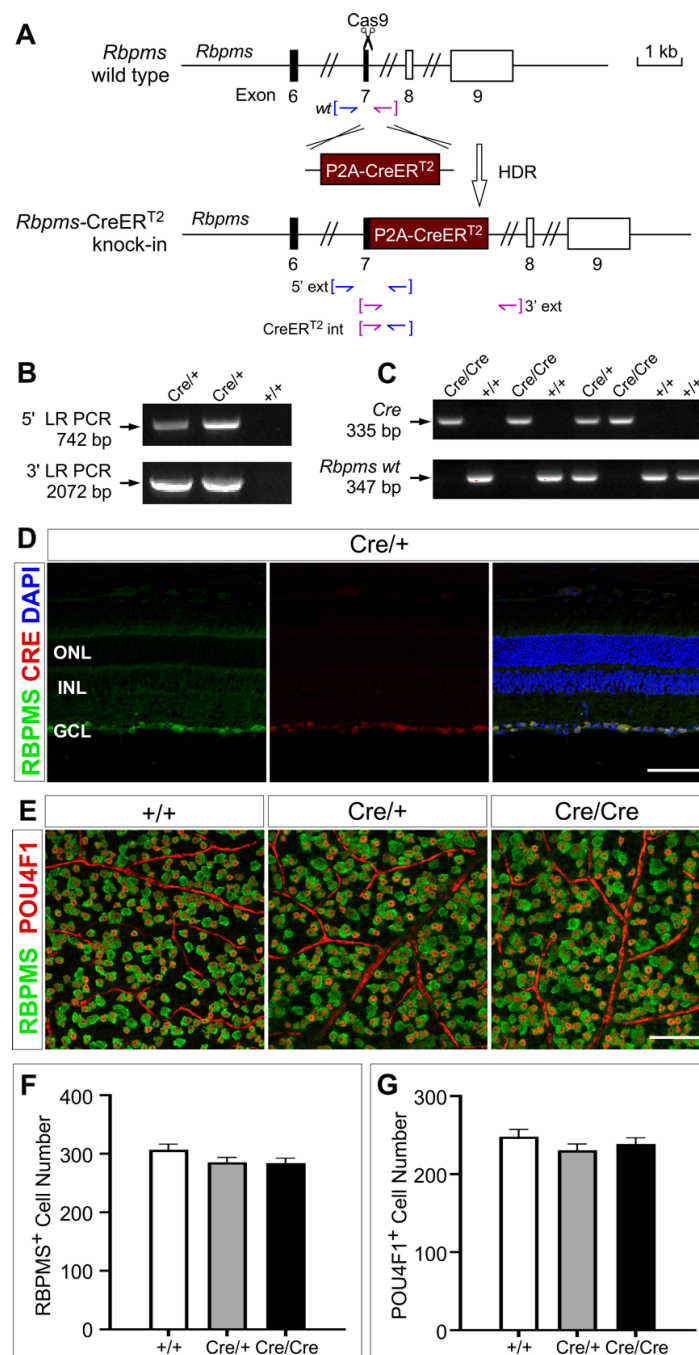 A
Cas9
Rbpms wild type
Rbpms
1 kb
Exon
6
7
8
9
wt
P2A-CreER^T2
HDR
Rbpms-CreER^T2 knock-in
Rbpms
P2A-CreER^T2
6
7
8
9
5' ext
3' ext
CreER^T2 int
B
Cre/+
Cre/+
+/+
5' LR PCR
742 bp
3' LR PCR
2072 bp
C
Cre/Cre
+/+
Cre/Cre
+/+
Cre/+
Cre/Cre
+/+
+/+
Cre
335 bp
Rbpms wt
347 bp
D
Cre/+
RBPMS CRE DAPI
ONL
INL
GCL
E
+/+
Cre/+
Cre/Cre
RBPMS POU4F1
F
RBPMS⁺ Cell Number
400
300
200
100
0
+/+
Cre/+
Cre/Cre
G
POU4F1⁺ Cell Number
300
200
100
0
+/+
Cre/+
Cre/Cre